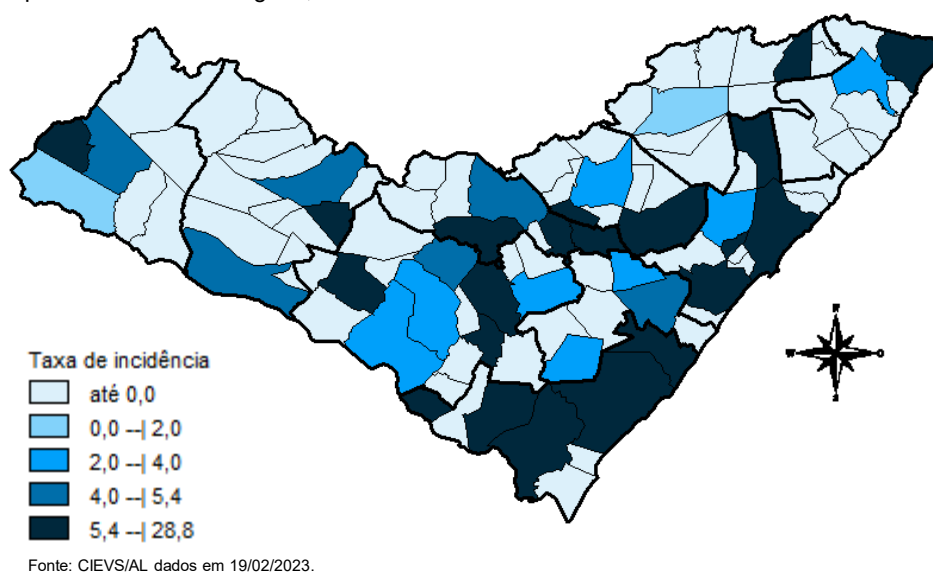 Taxa de incidência
até 0,0
0,0 --| 2,0
2,0 --| 4,0
4,0 --| 5,4
5,4 --| 28,8
Fonte: CIEVS/AL dados em 19/02/2023.